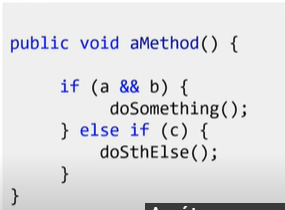 public void aMethod() {
if (a && b) {
doSomething();
} else if (c) {
doSthElse();
}
}